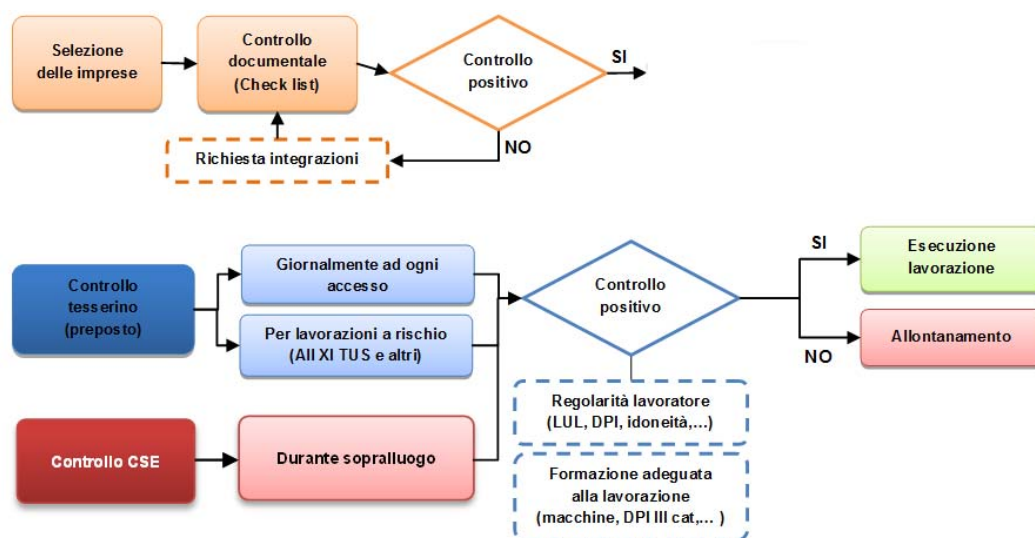 Selezione
delle imprese
Controllo
documentale
(Check list)
Controllo
positivo
SI
NO
Richiesta integrazioni
Controllo
tesserino
(preposto)
Giornalmente ad ogni
accesso
Per lavorazioni a rischio
(All XI TUS e altri)
Controllo
positivo
SI
Esecuzione
lavorazione
NO
Allontanamento
Regolarità lavoratore
(LUL, DPI, idoneità,...)
Controllo CSE
Durante sopralluogo
Formazione adeguata
alla lavorazione
(macchine, DPI III cat,... )